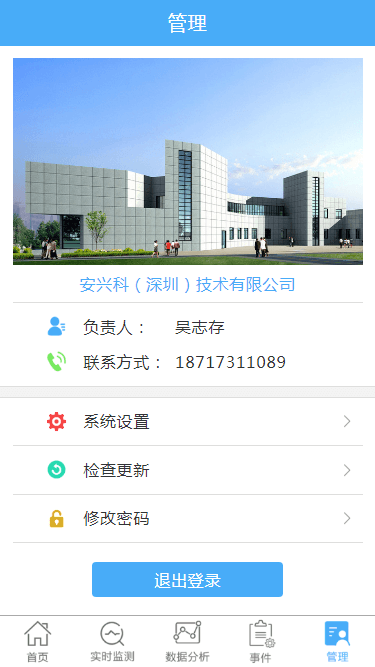 管理
安兴科（深圳）技术有限公司
负责人： 吴志存
联系方式： 18717311089
系统设置
检查更新
修改密码
退出登录
首页 实时监测 数据分析 事件 管理